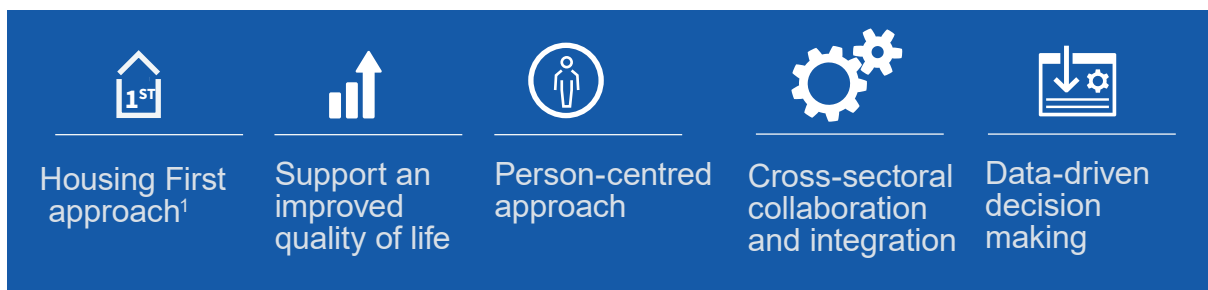 1ST
Housing First
approach¹
Support an
improved
quality of life
Person-centred
approach
Cross-sectoral
collaboration
and integration
Data-driven
decision
making